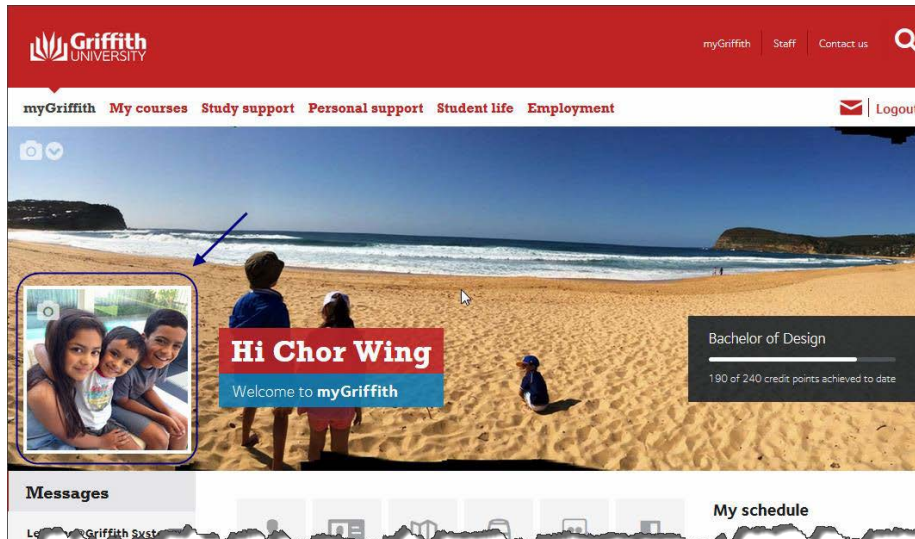 Griffith
UNIVERSITY
myGriffith
Staff
Contact us
myGriffith
My courses
Study support
Personal support
Student life
Employment
Logout
Hi Chor Wing
Welcome to myGriffith
Bachelor of Design
190 of 240 credit points achieved to date
Messages
My schedule
@Griffith